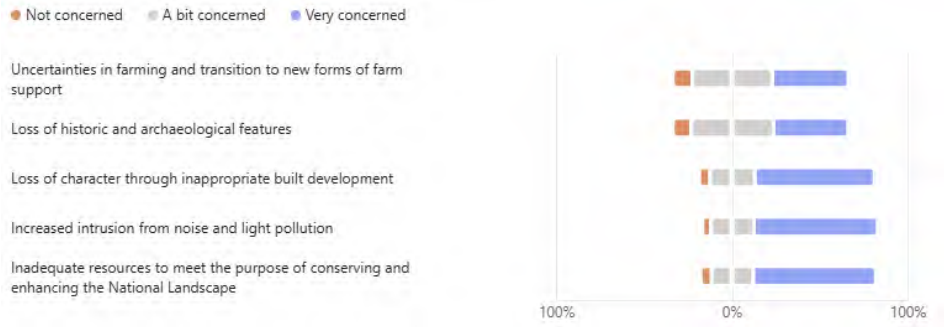 Not concerned A bit concerned Very concerned
Uncertainties in farming and transition to new forms of farm
support
Loss of historic and archaeological features
Loss of character through inappropriate built development
Increased intrusion from noise and light pollution
Inadequate resources to meet the purpose of conserving and
enhancing the National Landscape
100% 0% 100%